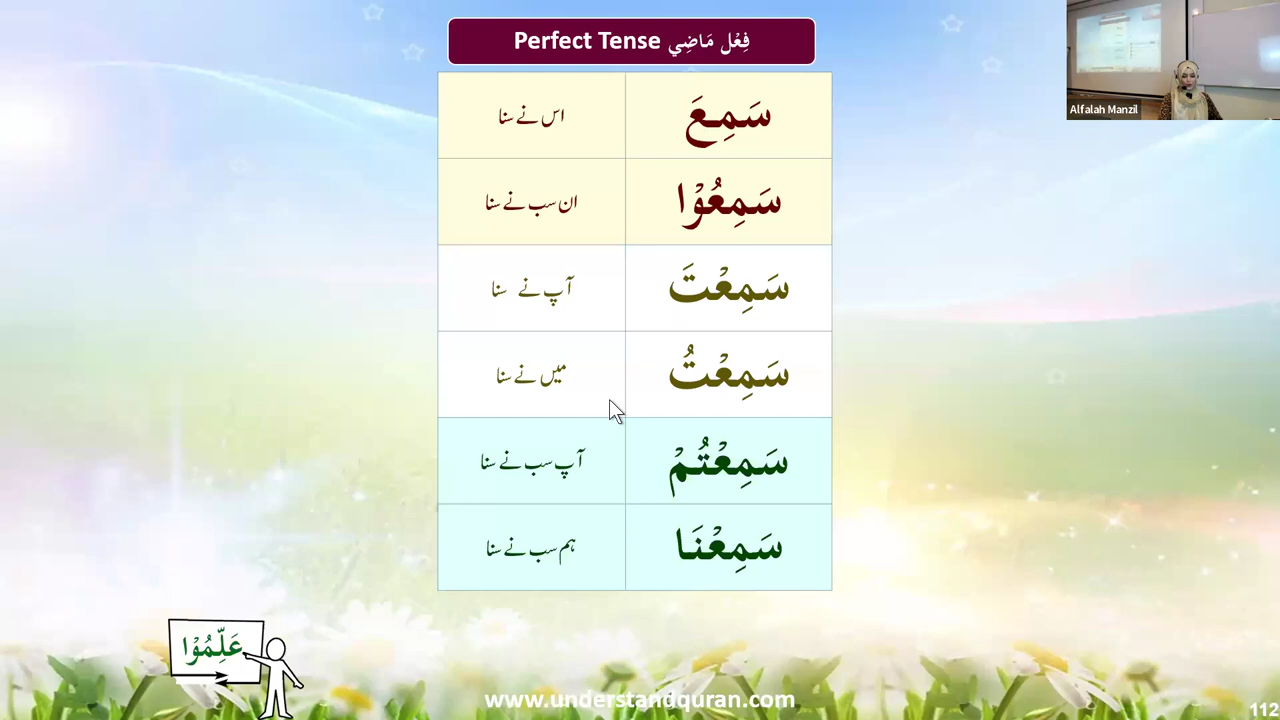 Perfect Tense فِعْل مَاضِي
Alfalah Manzil
سَمِعَ
اس نے سنا
سَمِعُوْا
ان سب نے سنا
سَمِعْتَ
آپ نے سنا
سَمِعْتُ
میں نے سنا
سَمِعْتُمْ
آپ سب نے سنا
سَمِعْنَا
ہم سب نے سنا
عَلِّمُوْا
www.understandquran.com
112